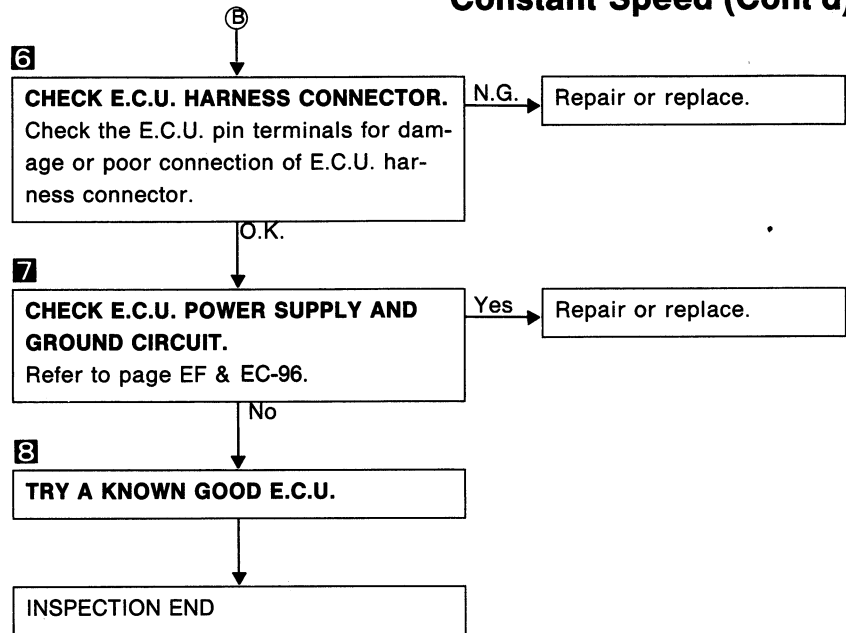 Constant Speed (Cont'd)
B
6
CHECK E.C.U. HARNESS CONNECTOR.
Check the E.C.U. pin terminals for dam-
age or poor connection of E.C.U. har-
ness connector.
N.G.
Repair or replace.
O.K.
7
CHECK E.C.U. POWER SUPPLY AND
GROUND CIRCUIT.
Refer to page EF & EC-96.
Yes
Repair or replace.
No
8
TRY A KNOWN GOOD E.C.U.
INSPECTION END